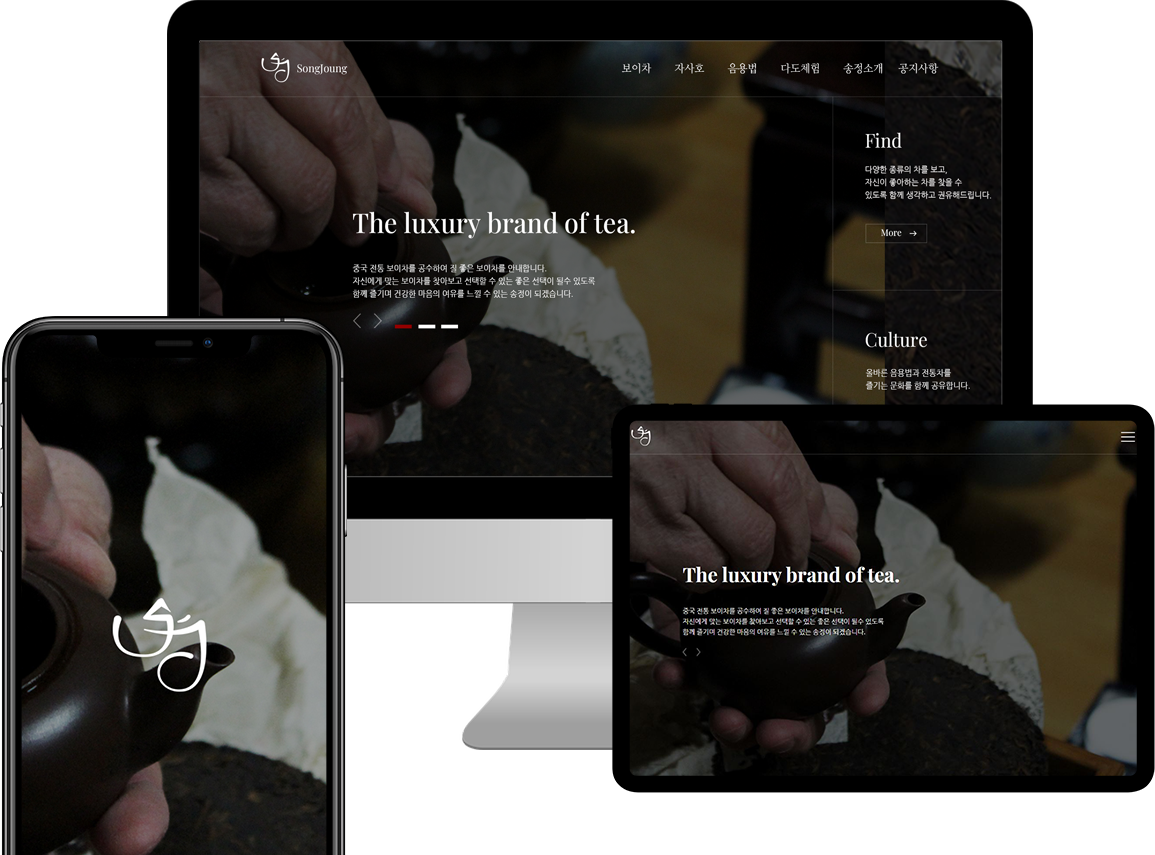 SongJoung
보이차 자사호 음용법 다도체험 송정소개 공지사항
The luxury brand of tea.
중국 전통 보이차를 공수하여 질 좋은 보이차를 안내합니다.
자신에게 맞는 보이차를 찾아보고 선택할 수 있는 좋은 선택이 될수 있도록
함께 즐기며 건강한 마음의 여유를 느낄 수 있는 송정이 되겠습니다.
Find
다양한 종류의 차를 보고,
자신이 좋아하는 차를 찾을 수
있도록 함께 생각하고 권유해드립니다.
More →
Culture
올바른 음용법과 전통차를
즐기는 문화를 함께 공유합니다.
The luxury brand of tea.
중국 전통 보이차를 공수하여 질 좋은 보이차를 안내합니다.
자신에게 맞는 보이차를 찾아보고 선택할 수 있는 좋은 선택이 될수 있도록
함께 즐기며 건강한 마음의 여유를 느낄 수 있는 송정이 되겠습니다.